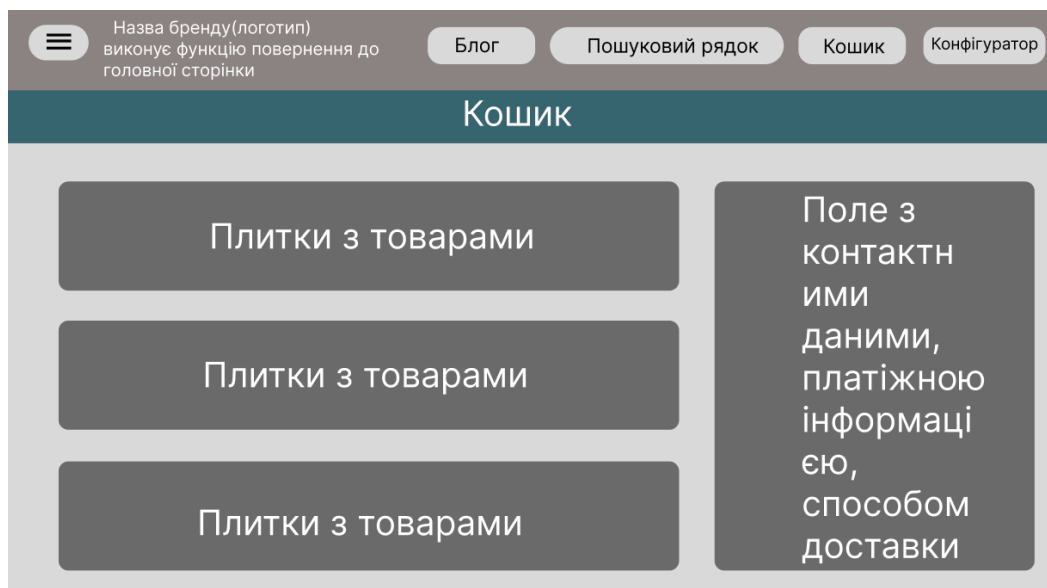 Назва бренду(логотип)
виконує функцію повернення до
головної сторінки
Блог
Пошуковий рядок
Кошик
Конфігуратор
Кошик
Плитки з товарами
Плитки з товарами
Плитки з товарами
Поле з
контактн
ими
даними,
платіжною
інформаці
єю,
способом
доставки